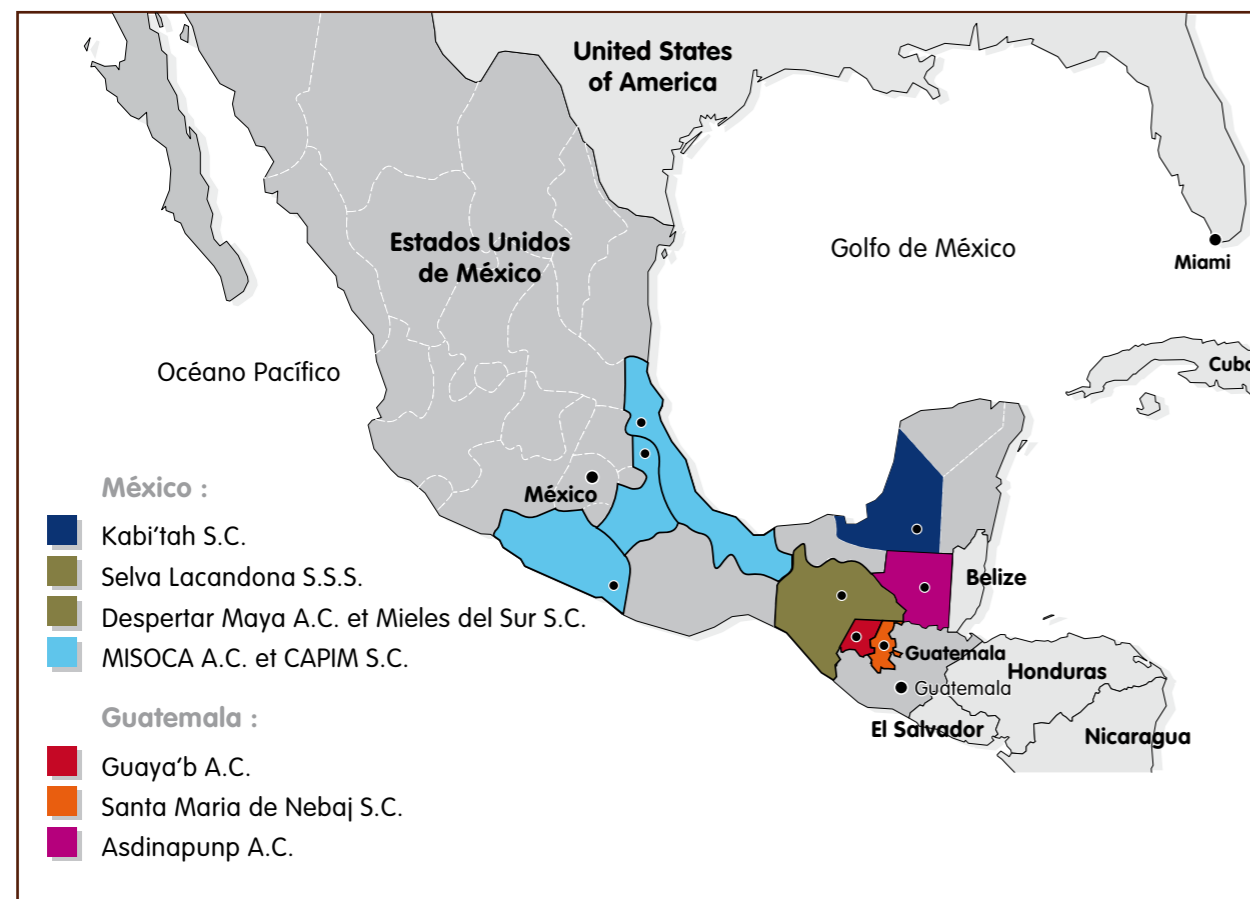 United States
of America
Estados Unidos
de México
Golfo de México
Miami
Océano Pacífico
Cuba
México
México :
Kabi'tah S.C.
Selva Lacandona S.S.S.
Despertar Maya A.C. et Mieles del Sur S.C.
MISOCA A.C. et CAPIM S.C.
Belize
Guatemala
Honduras
Guatemala
El Salvador
Nicaragua
Guatemala :
Guaya'b A.C.
Santa Maria de Nebaj S.C.
Asdinapunp A.C.